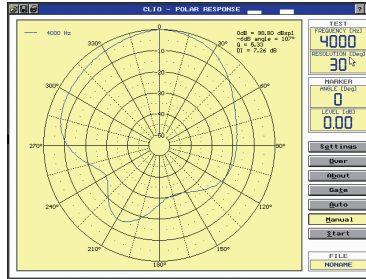 CLIO - POLAR RESPONSE
?
4000 Hz
0dB = 98.80 dBspl
-6dB angle = 107°
Q = 5.33
DI = 7.26 dB
0
330°
30°
-10
300°
-20
-30
-40
-50
-60
270°
90°
240°
120°
210°
150°
180°
TEST
FREQUENCY [Hz]
4000
RESOLUTION [Deg]
30
MARKER
ANGLE [Deg]
0
LEVEL [dB]
0.00
Settings
Over
About
Gate
Auto
Manual
Start
FILE
NONAME